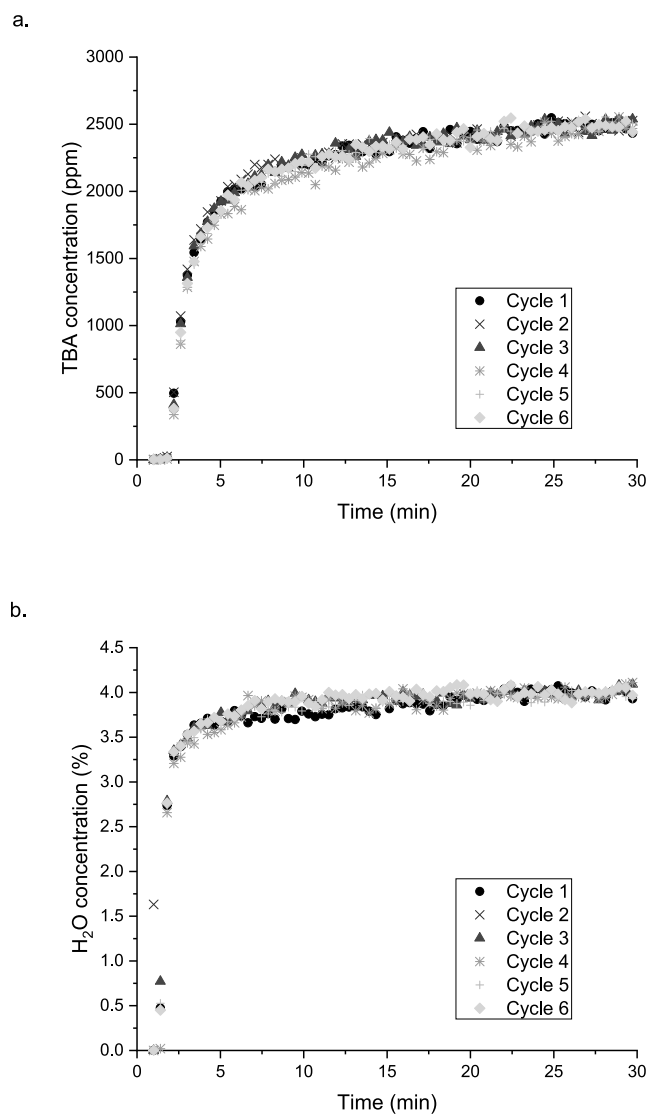 a.
3000
2500
2000
1500
1000
500
0
TBA concentration (ppm)
0 5 10 15 20 25 30
Time (min)
Cycle 1
Cycle 2
Cycle 3
Cycle 4
Cycle 5
Cycle 6
b.
4.5
4.0
3.5
3.0
2.5
2.0
1.5
1.0
0.5
0.0
H₂O concentration (%)
0 5 10 15 20 25 30
Time (min)
Cycle 1
Cycle 2
Cycle 3
Cycle 4
Cycle 5
Cycle 6